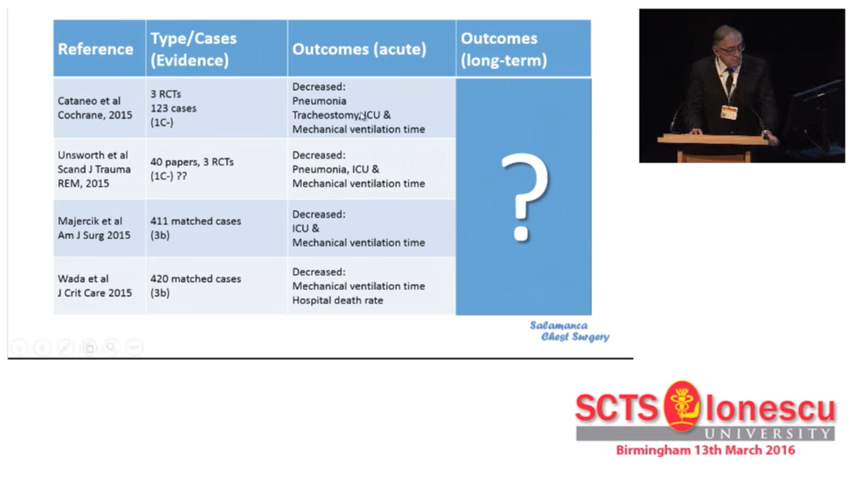 Reference
Type/Cases
(Evidence)
Outcomes (acute)
Outcomes
(long-term)
Cataneo et al
Cochrane, 2015
3 RCTs
123 cases
(1C-)
Decreased:
Pneumonia
Tracheostomy, ICU &
Mechanical ventilation time
Unsworth et al
Scand J Trauma
REM, 2015
40 papers, 3 RCTs
(1C-) ??
Decreased:
Pneumonia, ICU &
Mechanical ventilation time
Majercik et al
Am J Surg 2015
411 matched cases
(3b)
Decreased:
ICU &
Mechanical ventilation time
Wada et al
J Crit Care 2015
420 matched cases
(3b)
Decreased:
Mechanical ventilation time
Hospital death rate
?
Salamanca
Chest Surgery
SCTS Ionescu
UNIVERSITY
Birmingham 13th March 2016